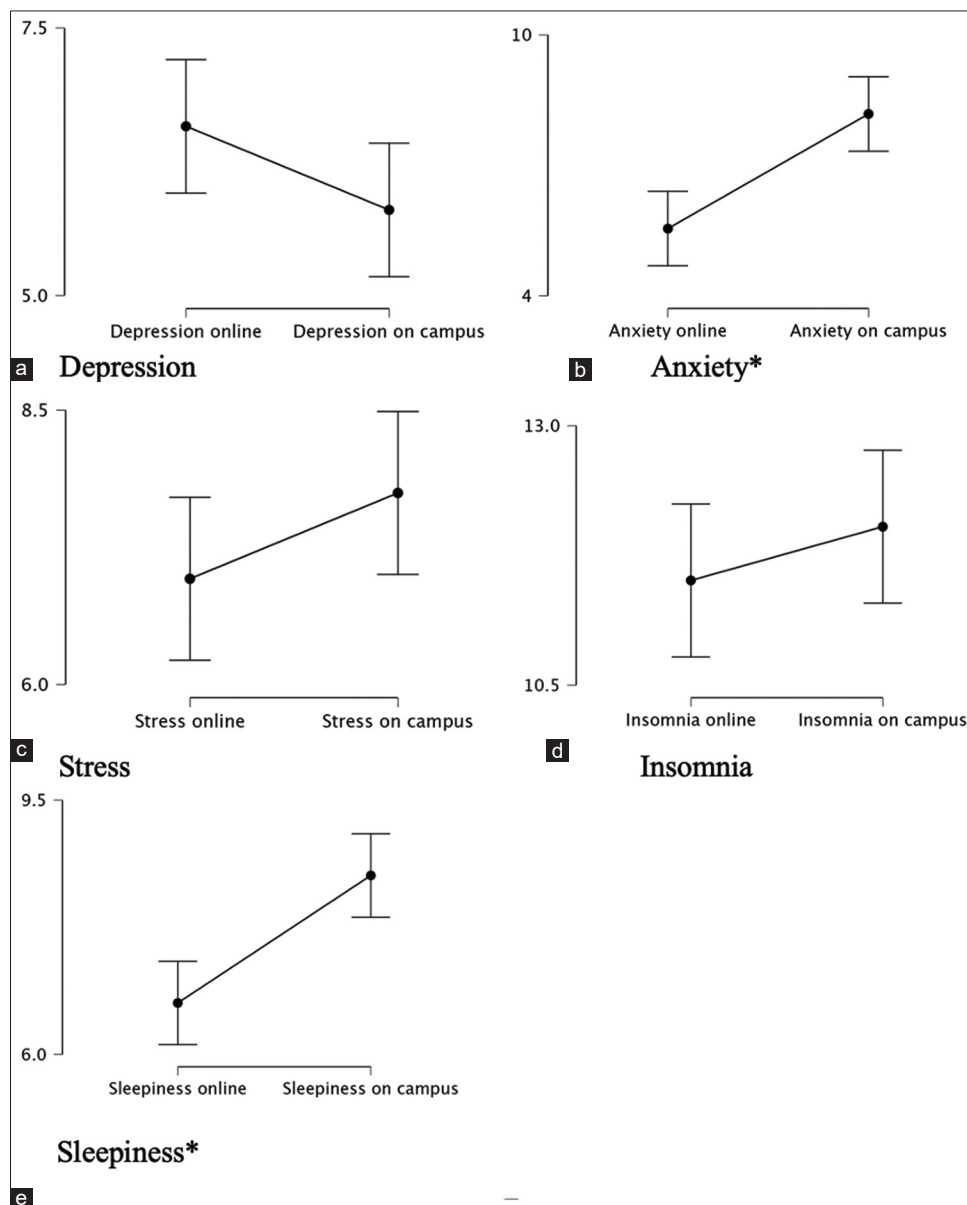 7.5
5.0
Depression online Depression on campus
a Depression
10
4
Anxiety online Anxiety on campus
b Anxiety*
8.5
6.0
Stress online Stress on campus
c
Stress
13.0
10.5
Insomnia online Insomnia on campus
d
Insomnia
9.5
6.0
Sleepiness online Sleepiness on campus
Sleepiness*
e